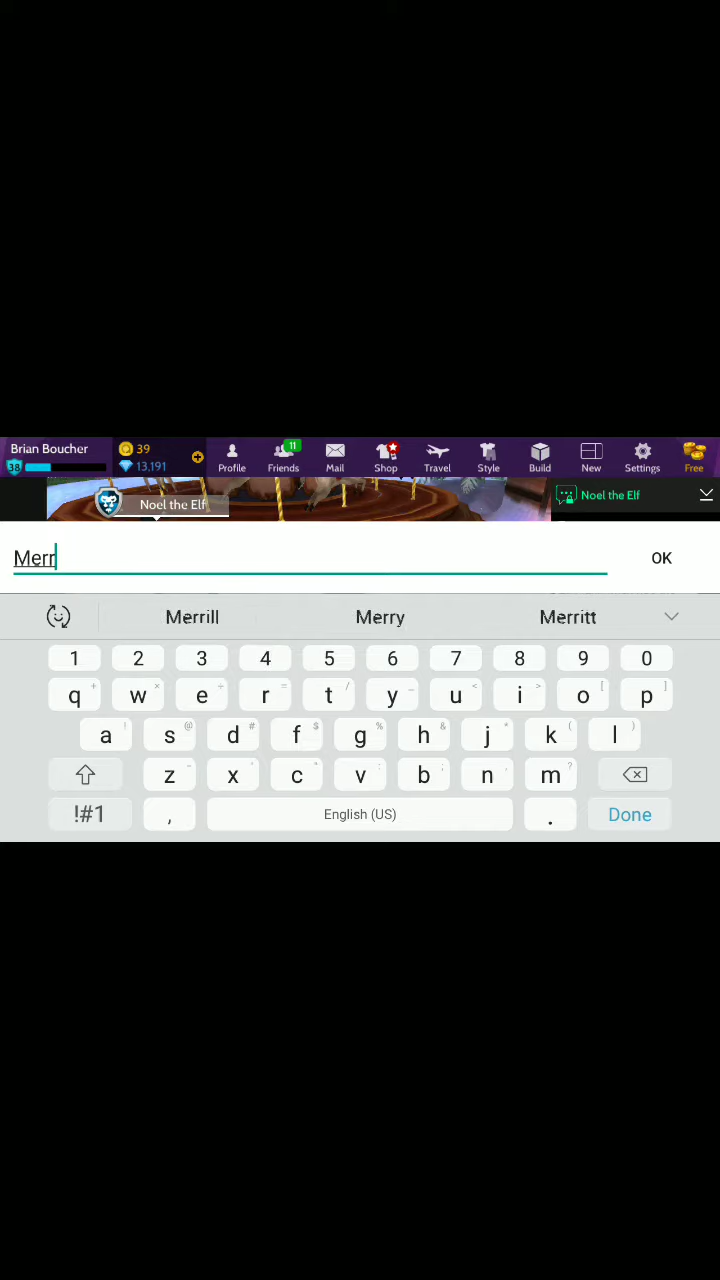 Brian Boucher
38
39
13,191
Profile
11
Friends
Mail
Shop
Travel
Style
Build
New
Settings
Free
Noel the Elf
Noel the Elf
Merr
OK
Merrill Merry Merritt
1 2 3 4 5 6 7 8 9 0
q w e r t y u i o p
a s d f g h j k l
z x c v b n m
!#1 , English (US) . Done